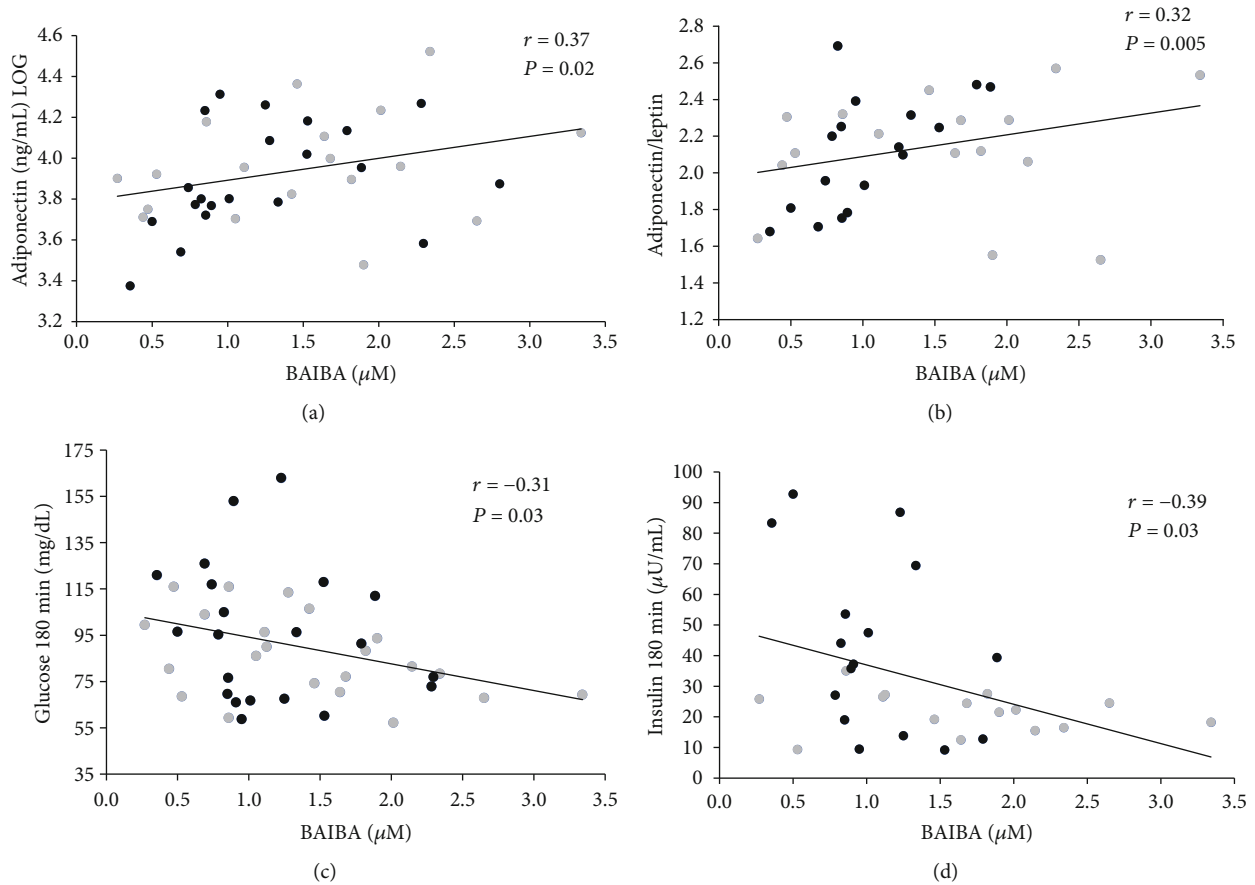 r = 0.37
P = 0.02
Adiponectin (ng/mL) LOG
4.6
4.4
4.2
4.0
3.8
3.6
3.4
3.2
0.0 0.5 1.0 1.5 2.0 2.5 3.0 3.5
BAIBA (μM)
(a)
r = 0.32
P = 0.005
Adiponectin/leptin
2.8
2.6
2.4
2.2
2.0
1.8
1.6
1.4
1.2
0.0 0.5 1.0 1.5 2.0 2.5 3.0 3.5
BAIBA (μM)
(b)
r = −0.31
P = 0.03
Glucose 180 min (mg/dL)
175
155
135
115
95
75
55
35
0.0 0.5 1.0 1.5 2.0 2.5 3.0 3.5
BAIBA (μM)
(c)
r = −0.39
P = 0.03
Insulin 180 min (μU/mL)
100
90
80
70
60
50
40
30
20
10
0
0.0 0.5 1.0 1.5 2.0 2.5 3.0 3.5
BAIBA (μM)
(d)